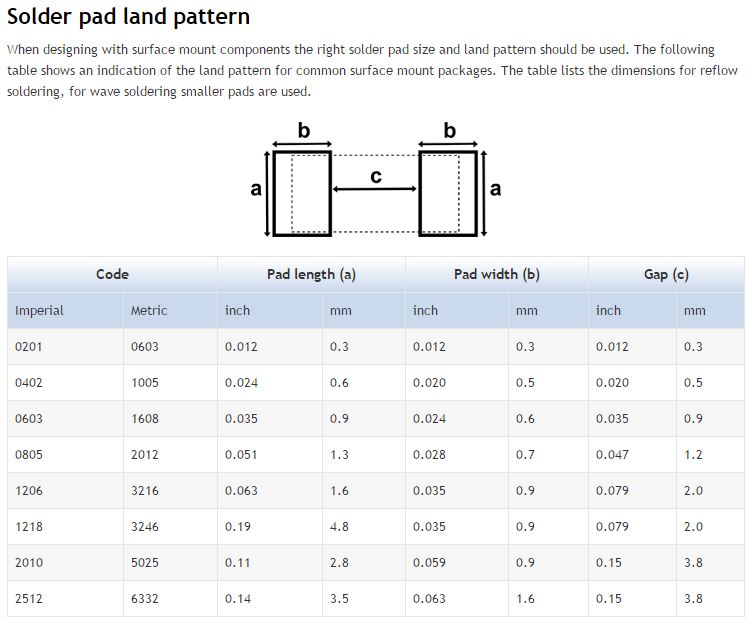 Solder pad land pattern
When designing with surface mount components the right solder pad size and land pattern should be used. The following
table shows an indication of the land pattern for common surface mount packages. The table lists the dimensions for reflow
soldering, for wave soldering smaller pads are used.
b b
a c a
Code Pad length (a) Pad width (b) Gap (c)
Imperial Metric inch mm inch mm inch mm
0201 0603 0.012 0.3 0.012 0.3 0.012 0.3
0402 1005 0.024 0.6 0.020 0.5 0.020 0.5
0603 1608 0.035 0.9 0.024 0.6 0.035 0.9
0805 2012 0.051 1.3 0.028 0.7 0.047 1.2
1206 3216 0.063 1.6 0.035 0.9 0.079 2.0
1218 3246 0.19 4.8 0.035 0.9 0.079 2.0
2010 5025 0.11 2.8 0.059 0.9 0.15 3.8
2512 6332 0.14 3.5 0.063 1.6 0.15 3.8